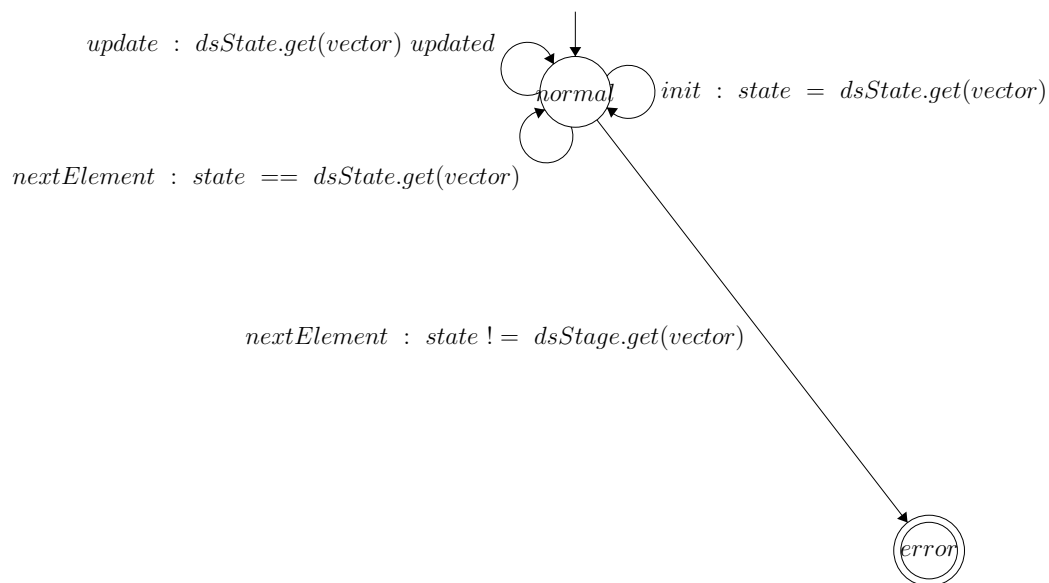 update : dsState.get(vector) updated
normal
init : state = dsState.get(vector)
nextElement : state == dsState.get(vector)
nextElement : state != dsStage.get(vector)
error